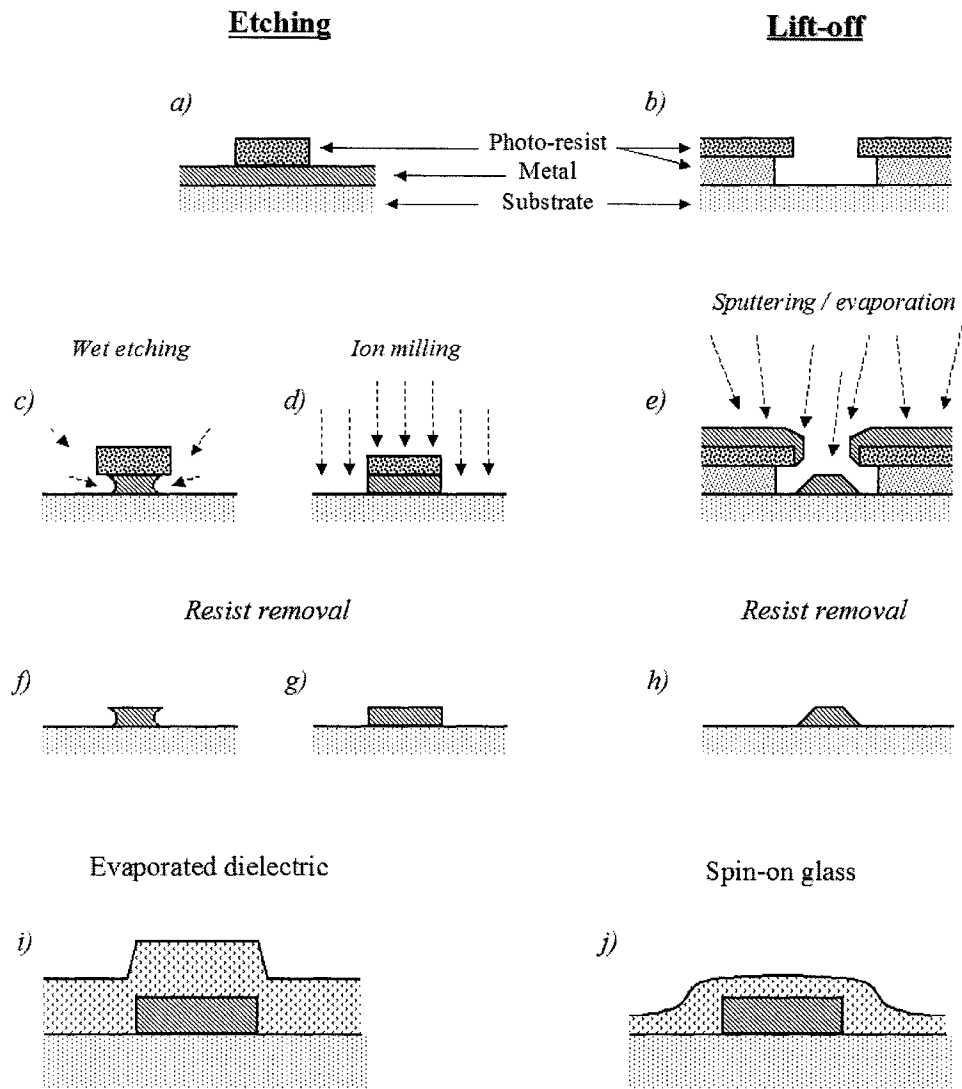 Etching
Lift-off
a)
b)
Photo-resist
Metal
Substrate
Sputtering / evaporation
Wet etching
Ion milling
c)
d)
e)
Resist removal
Resist removal
f)
g)
h)
Evaporated dielectric
Spin-on glass
i)
j)